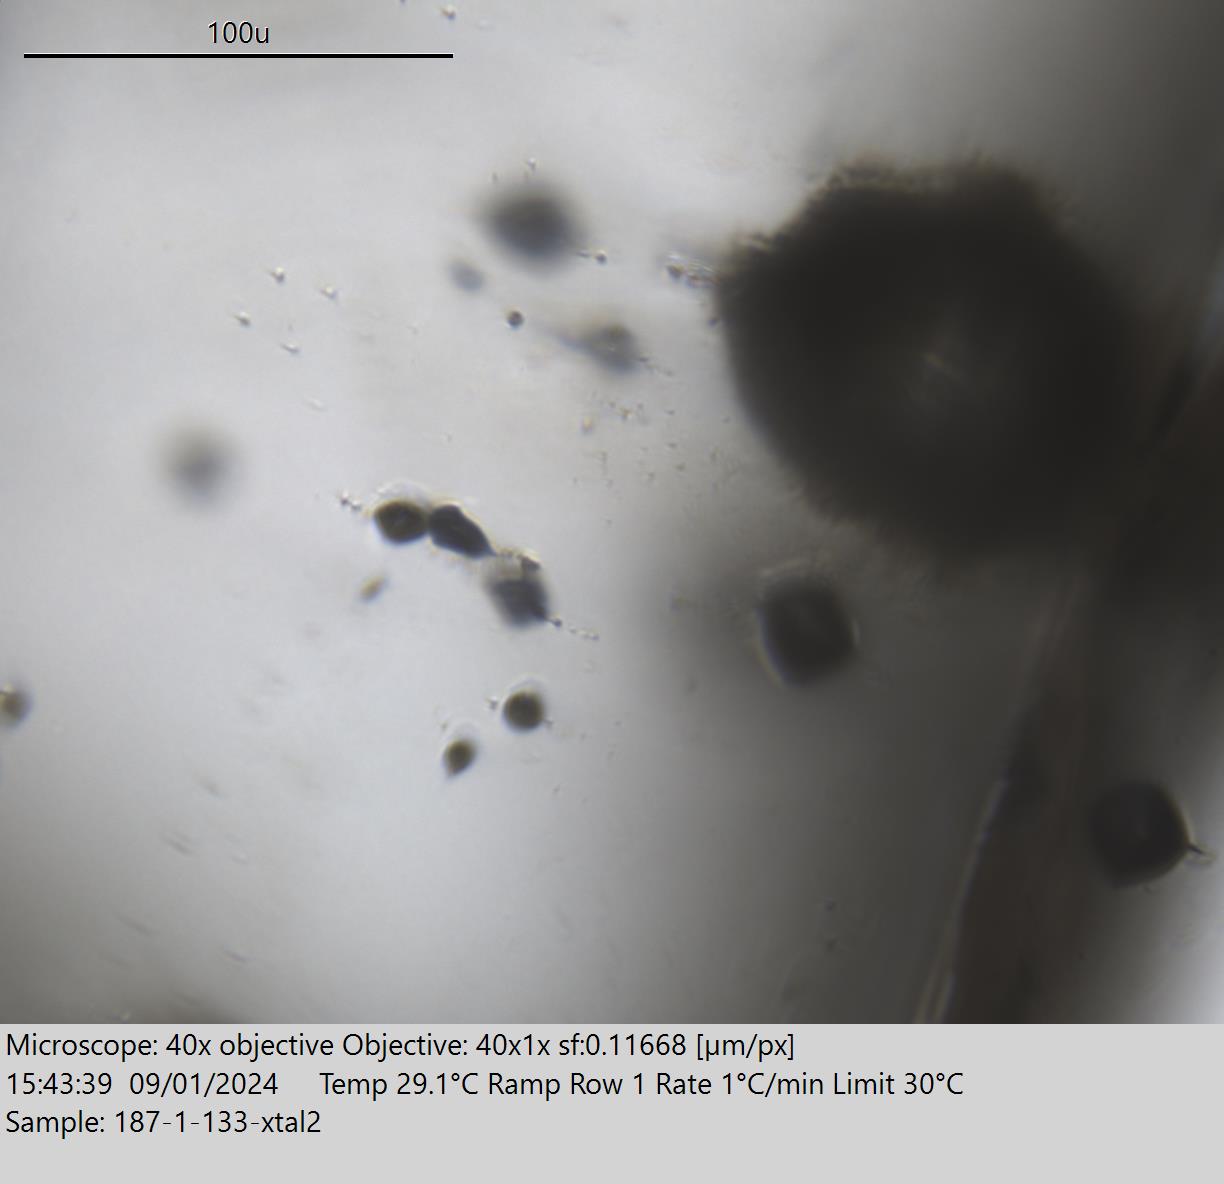 100u
Microscope: 40x objective Objective: 40x1x sf:0.11668 [µm/px]
15:43:39 09/01/2024 Temp 29.1°C Ramp Row 1 Rate 1°C/min Limit 30°C
Sample: 187-1-133-xtal2